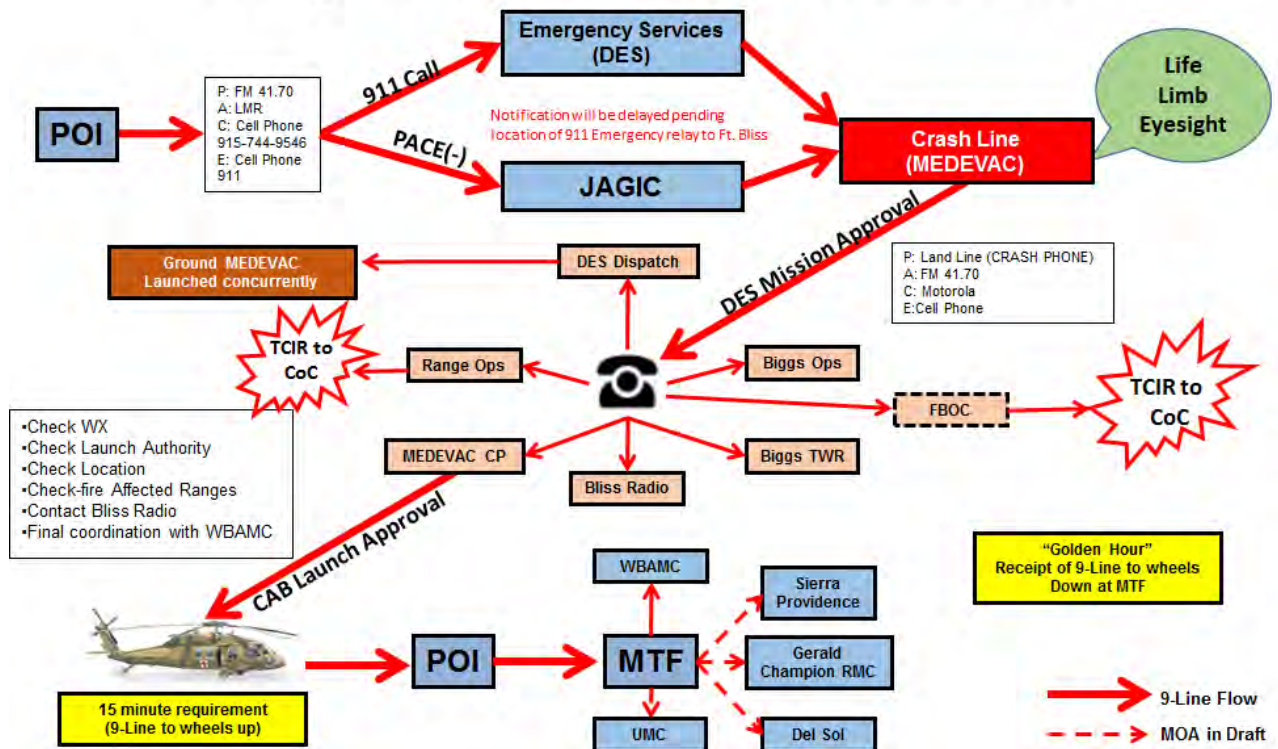 Emergency Services
(DES)
Life
Limb
Eyesight
911 Call
P: FM 41.70
A: LMR
C: Cell Phone
915-744-9546
E: Cell Phone
911
POI
Notification will be delayed pending
location of 911 Emergency relay to Ft. Bliss
PACE(-)
Crash Line
(MEDEVAC)
JAGIC
DES Mission Approval
Ground MEDEVAC
Launched concurrently
DES Dispatch
P: Land Line (CRASH PHONE)
A: FM 41.70
C: Motorola
E:Cell Phone
TCIR to
CoC
Range Ops
Biggs Ops
FBOC
TCIR to
CoC
▪Check WX
▪Check Launch Authority
▪Check Location
▪Check-fire Affected Ranges
▪Contact Bliss Radio
▪Final coordination with WBAMC
MEDEVAC CP
Biggs TWR
Bliss Radio
CAB Launch Approval
"Golden Hour"
Receipt of 9-Line to wheels
Down at MTF
WBAMC
Sierra
Providence
POI
MTF
Gerald
Champion RMC
15 minute requirement
(9-Line to wheels up)
UMC
Del Sol
9-Line Flow
MOA in Draft